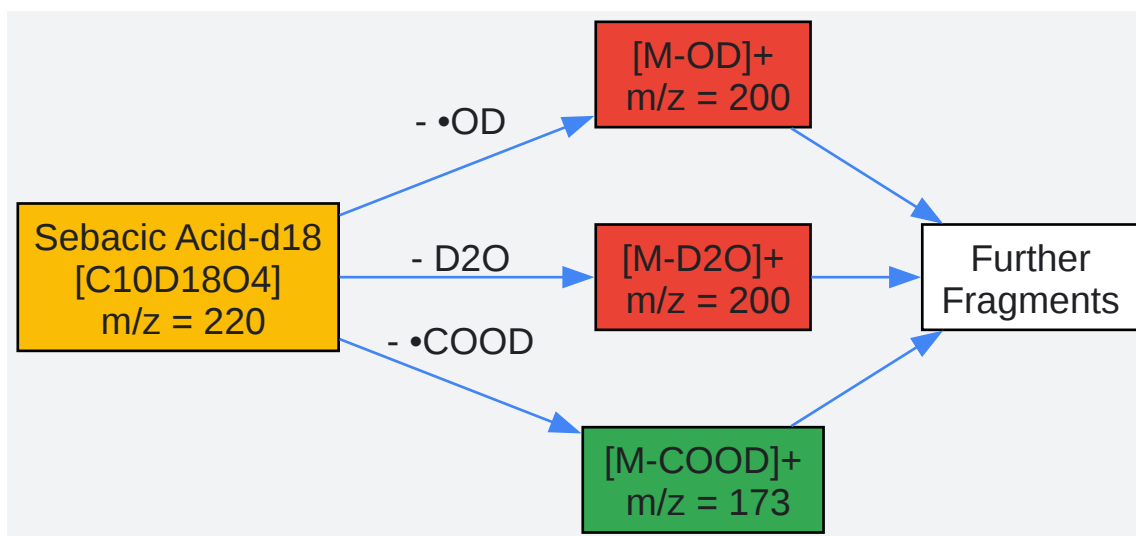 [M-OD]+
m/z = 200
- •OD
Sebacic Acid-d18
[C10D18O4]
m/z = 220
- D2O
[M-D2O]+
m/z = 200
Further
Fragments
- •COOD
[M-COOD]+
m/z = 173